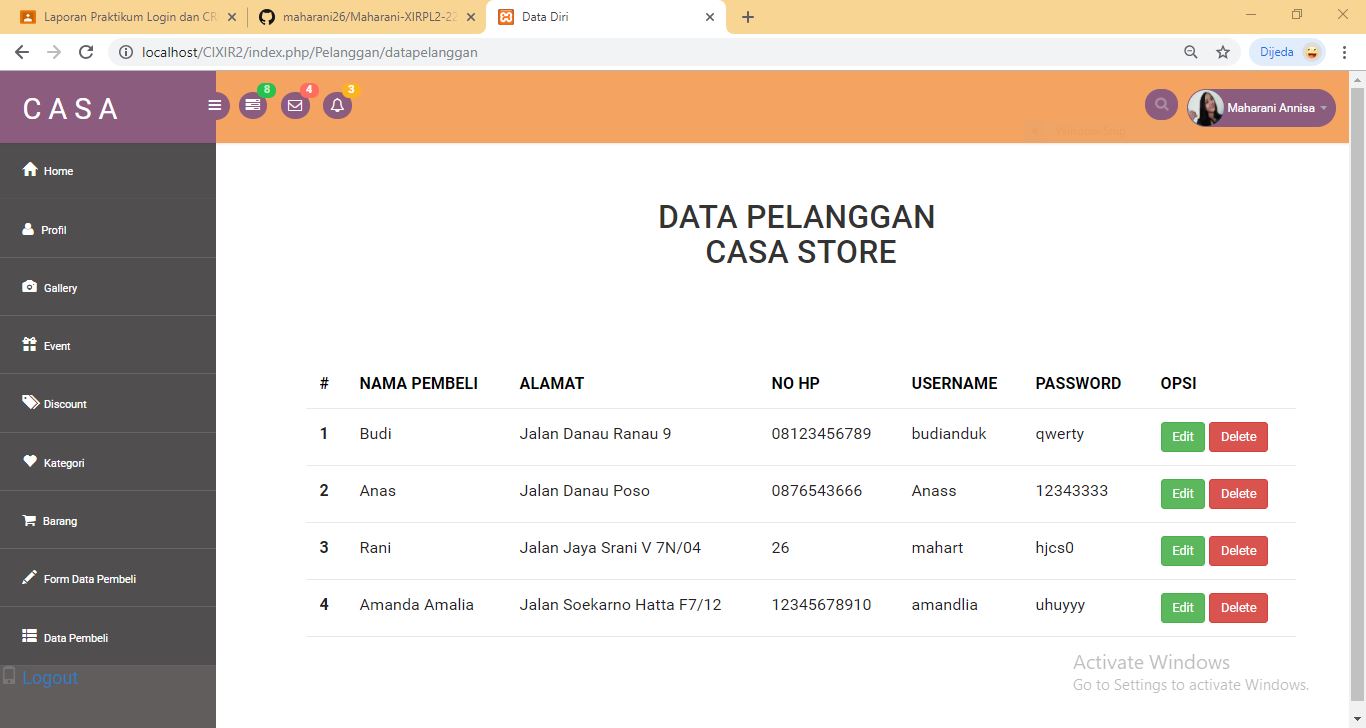 Laporan Praktikum Login dan CR
maharani26/Maharani-XIRPL2-22
Data Diri
localhost/CIXIR2/index.php/Pelanggan/datapelanggan
Dijeda
CASA
8
4
3
Maharani Annisa
Home
Profil
Gallery
Event
Discount
Kategori
Barang
Form Data Pembeli
Data Pembeli
Logout
DATA PELANGGAN
CASA STORE
# NAMA PEMBELI ALAMAT NO HP USERNAME PASSWORD OPSI
1 Budi Jalan Danau Ranau 9 08123456789 budianduk qwerty Edit Delete
2 Anas Jalan Danau Poso 0876543666 Anass 12343333 Edit Delete
3 Rani Jalan Jaya Srani V 7N/04 26 mahart hjcs0 Edit Delete
4 Amanda Amalia Jalan Soekarno Hatta F7/12 12345678910 amandlia uhuyyy Edit Delete
Activate Windows
Go to Settings to activate Windows.